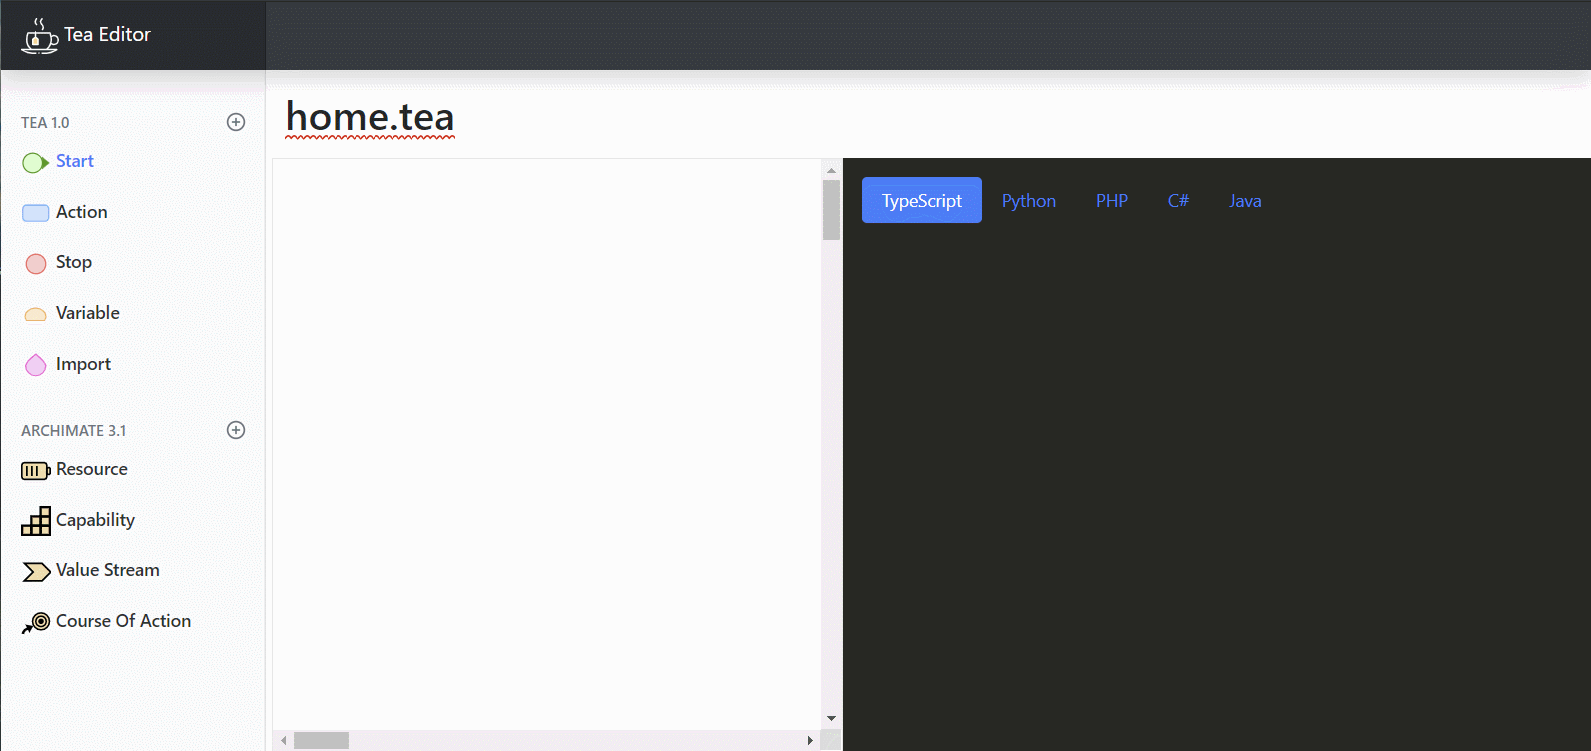 Tea Editor
TEA 1.0
Start
Action
Stop
Variable
Import
ARCHIMATE 3.1
Resource
Capability
Value Stream
Course Of Action
home.tea
TypeScript Python PHP C# Java